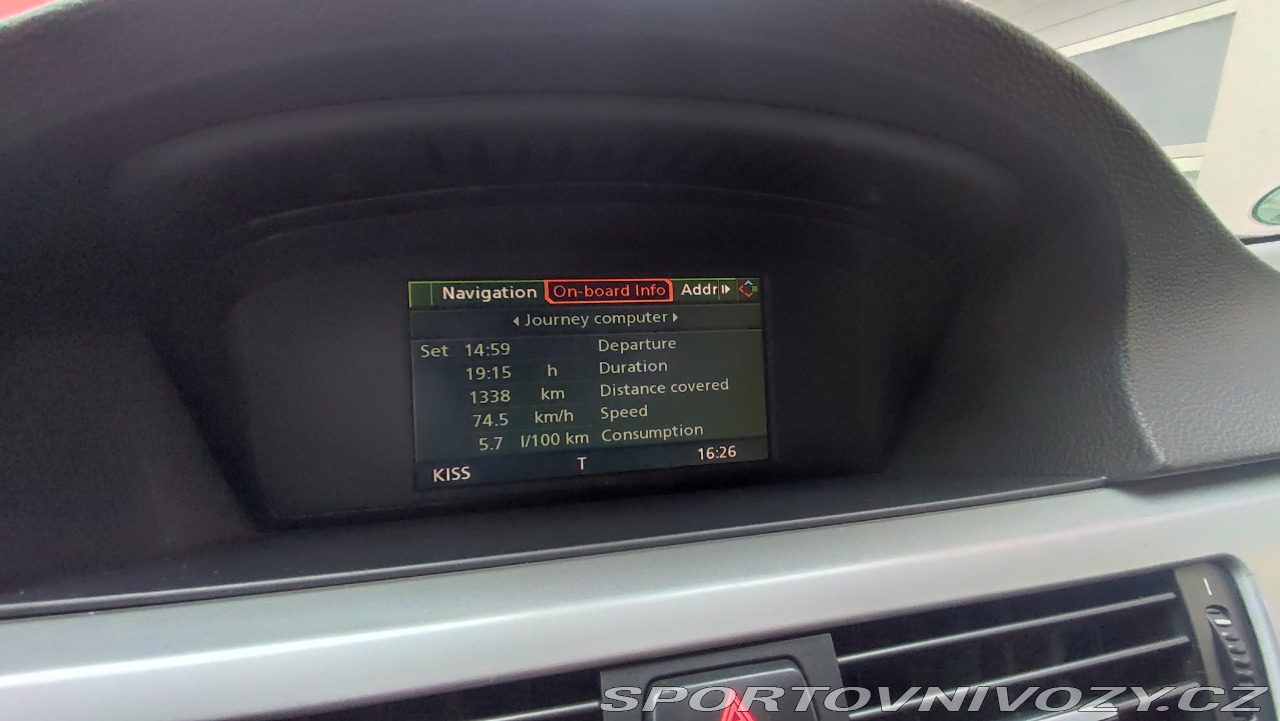 Navigation On-board Info Addr
Journey computer
Set 14:59 Departure
19:15 h Duration
1338 km Distance covered
74.5 km/h Speed
5.7 l/100 km Consumption
KISS T 16:26
SPORTOVNIVOZY.CZ